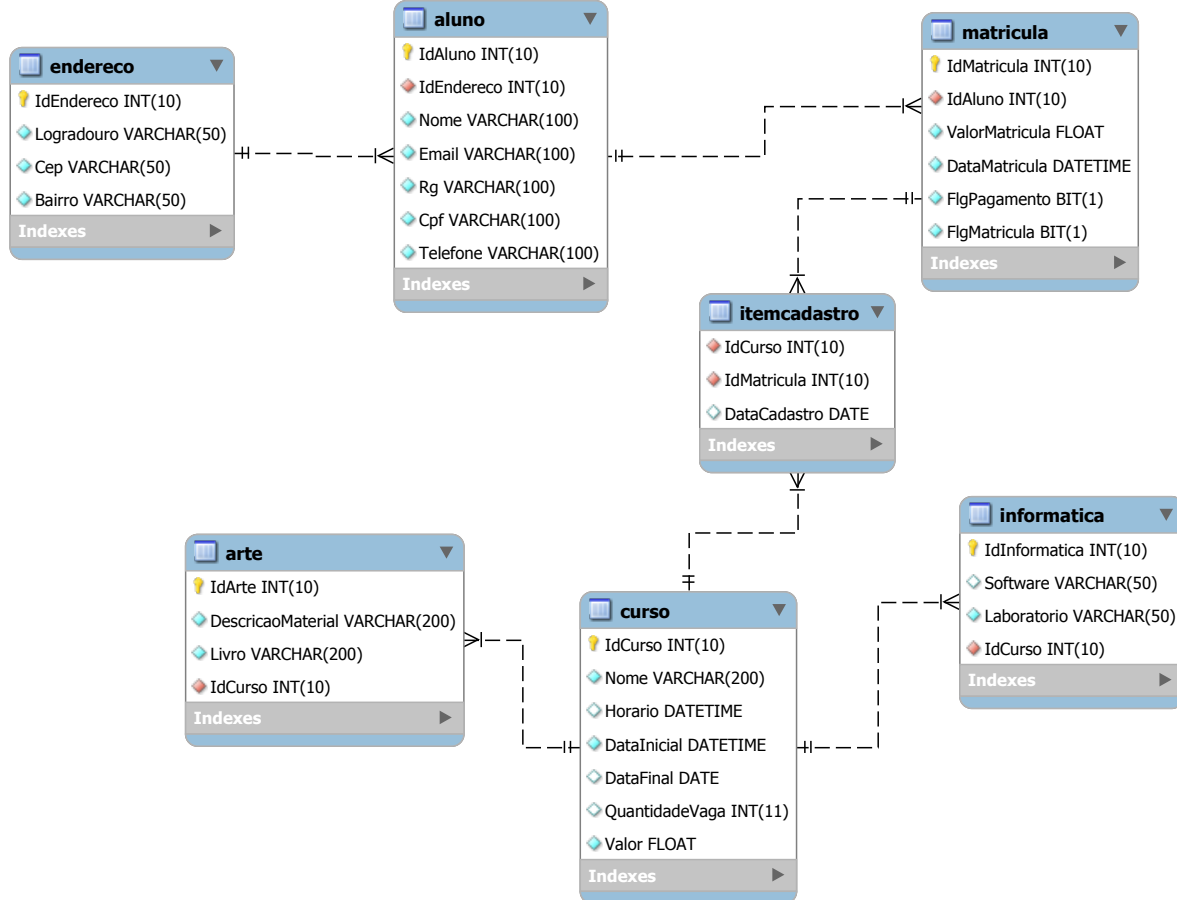 endereco
IdEndereco INT(10)
Logradouro VARCHAR(50)
Cep VARCHAR(50)
Bairro VARCHAR(50)
Indexes
aluno
IdAluno INT(10)
IdEndereco INT(10)
Nome VARCHAR(100)
Email VARCHAR(100)
Rg VARCHAR(100)
Cpf VARCHAR(100)
Telefone VARCHAR(100)
Indexes
matricula
IdMatricula INT(10)
IdAluno INT(10)
ValorMatricula FLOAT
DataMatricula DATETIME
FlgPagamento BIT(1)
FlgMatricula BIT(1)
Indexes
itemcadastro
IdCurso INT(10)
IdMatricula INT(10)
DataCadastro DATE
Indexes
arte
IdArte INT(10)
DescricaoMaterial VARCHAR(200)
Livro VARCHAR(200)
IdCurso INT(10)
Indexes
curso
IdCurso INT(10)
Nome VARCHAR(200)
Horario DATETIME
DataInicial DATETIME
DataFinal DATE
QuantidadeVaga INT(11)
Valor FLOAT
Indexes
informatica
IdInformatica INT(10)
Software VARCHAR(50)
Laboratorio VARCHAR(50)
IdCurso INT(10)
Indexes